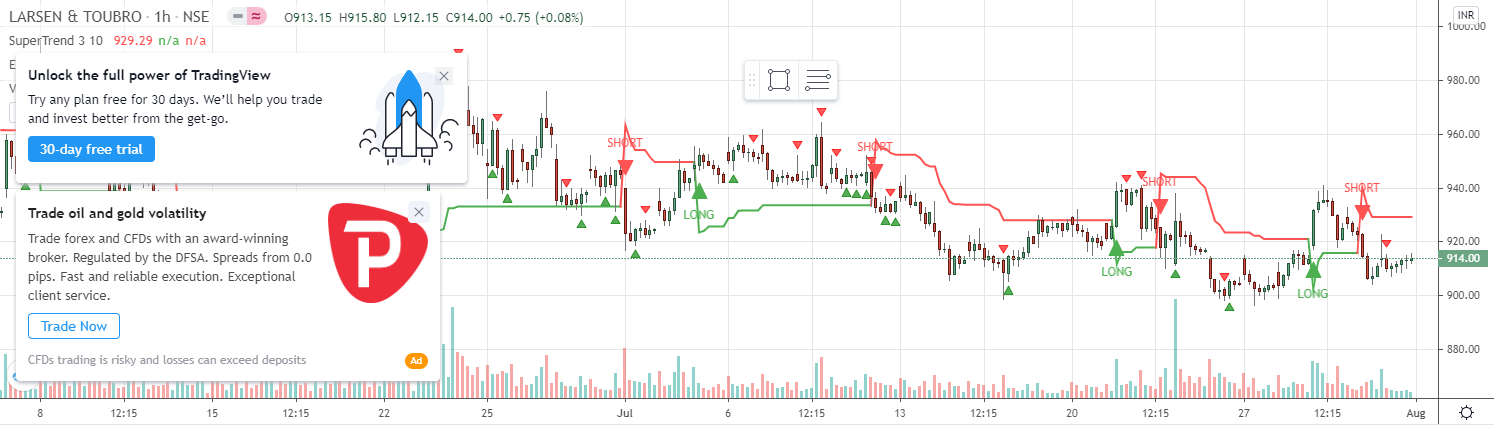 LARSEN & TOUBRO · 1h · NSE
O913.15 H915.80 L912.15 C914.00 +0.75 (+0.08%)
INR
1000.00
SuperTrend 3 10 929.29 n/a n/a
E
V
Unlock the full power of TradingView
Try any plan free for 30 days. We'll help you trade
and invest better from the get-go.
30-day free trial
Trade oil and gold volatility
Trade forex and CFDs with an award-winning
broker. Regulated by the DFSA. Spreads from 0.0
pips. Fast and reliable execution. Exceptional
client service.
Trade Now
CFDs trading is risky and losses can exceed deposits
Ad
P
SHORT
LONG
SHORT
LONG
SHORT
LONG
SHORT
980.00
960.00
940.00
920.00
914.00
900.00
880.00
8 12:15 15 12:15 22 25 Jul 6 12:15 13 12:15 20 12:15 27 12:15 Aug